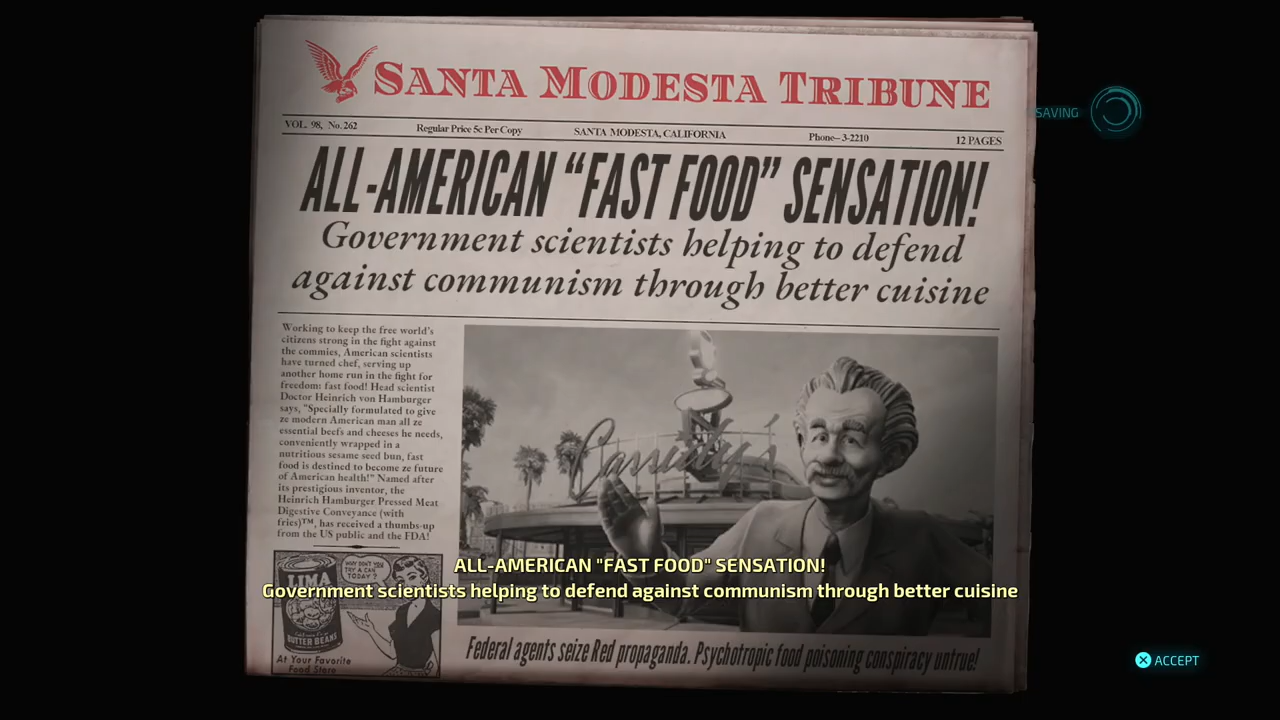 SANTA MODESTA TRIBUNE
SAVING
VOL. 98, No. 262
Regular Price 5c Per Copy
SANTA MODESTA, CALIFORNIA
Phone–3-2210
12 PAGES
ALL-AMERICAN “FAST FOOD” SENSATION!
Government scientists helping to defend
against communism through better cuisine
Working to keep the free world's
citizens strong in the fight against
the commies, American scientists
have turned chef, serving up
another home run in the fight for
freedom: fast food! Head scientist
Doctor Heinrich von Hamburger
says, "Specially formulated to give
ze modern American man all ze
essential beefs and cheeses he needs,
conveniently wrapped in a
nutritious sesame seed bun, fast
food is destined to become ze future
of American health!" Named after
its prestigious inventor, the
Heinrich Hamburger Pressed Meat
Digestive Conveyance (with
fries)™, has received a thumbs-up
from the US public and the FDA!
Cassidy's
WHY DON'T YOU
TRY A CAN
TODAY?
LIMA
BUTTER BEANS
At Your Favorite
Food Store
ALL-AMERICAN "FAST FOOD" SENSATION!
Government scientists helping to defend against communism through better cuisine
Federal agents seize Red propaganda. Psychotropic food poisoning conspiracy untrue!
ACCEPT